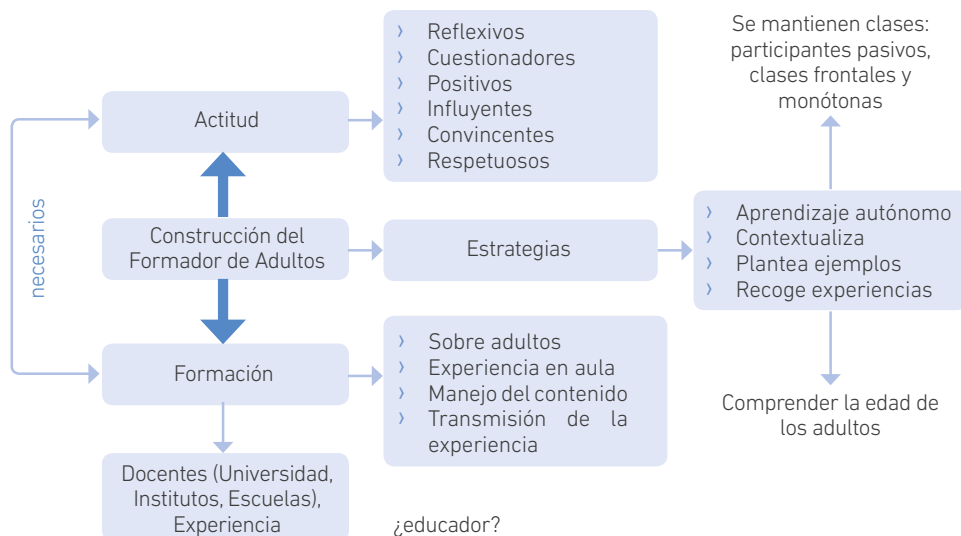 › Reflexivos
› Cuestionadores
› Positivos
› Influyentes
› Convincentes
› Respetuosos
Se mantienen clases:
participantes pasivos,
clases frontales y
monótonas
Actitud
necesarios
Construcción del
Formador de Adultos
Estrategias
› Aprendizaje autónomo
› Contextualiza
› Plantea ejemplos
› Recoge experiencias
Formación
› Sobre adultos
› Experiencia en aula
› Manejo del contenido
› Transmisión de la
experiencia
Comprender la edad de
los adultos
Docentes (Universidad,
Institutos, Escuelas),
Experiencia
¿educador?